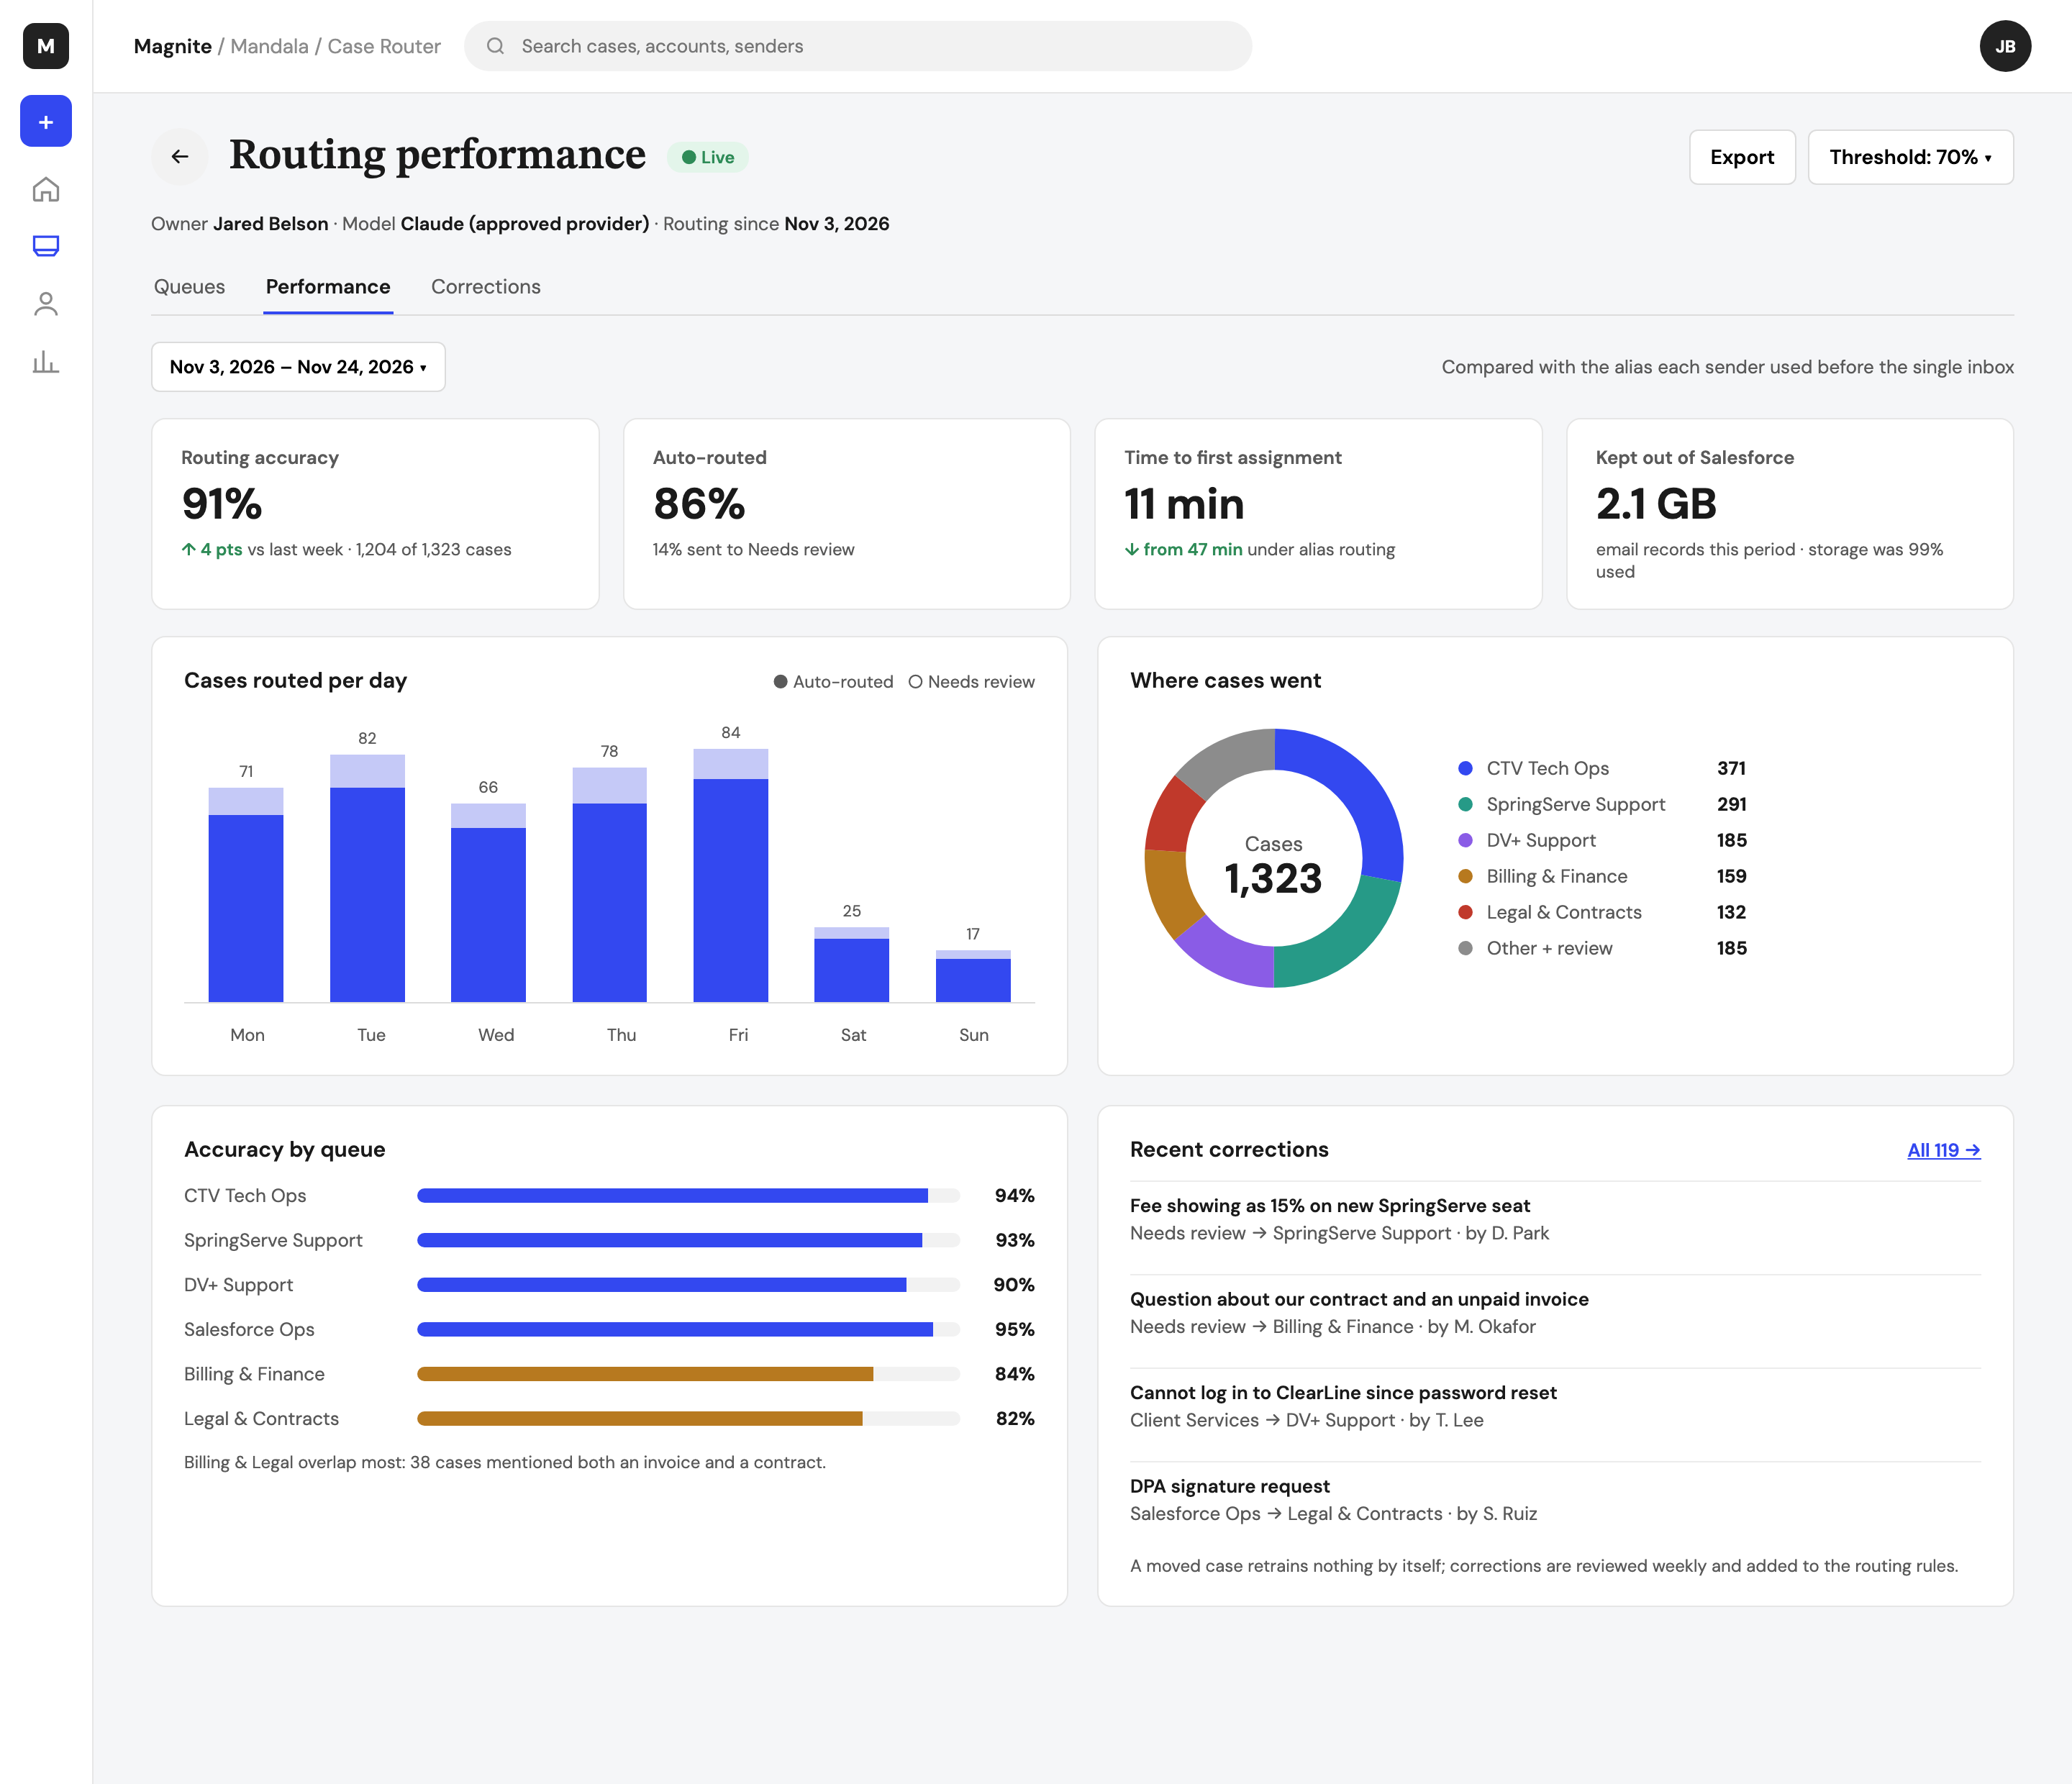 M
Magnite / Mandala / Case Router
Search cases, accounts, senders
JB
+
Routing performance
Live
Export
Threshold: 70% ▾
Owner Jared Belson · Model Claude (approved provider) · Routing since Nov 3, 2026
Queues
Performance
Corrections
Nov 3, 2026 – Nov 24, 2026 ▾
Compared with the alias each sender used before the single inbox
Routing accuracy
91%
↑ 4 pts vs last week · 1,204 of 1,323 cases
Auto-routed
86%
14% sent to Needs review
Time to first assignment
11 min
↓ from 47 min under alias routing
Kept out of Salesforce
2.1 GB
email records this period · storage was 99%
used
Cases routed per day
Auto-routed
Needs review
71
82
66
78
84
25
17
Mon
Tue
Wed
Thu
Fri
Sat
Sun
Where cases went
Cases
1,323
CTV Tech Ops 371
SpringServe Support 291
DV+ Support 185
Billing & Finance 159
Legal & Contracts 132
Other + review 185
Accuracy by queue
CTV Tech Ops 94%
SpringServe Support 93%
DV+ Support 90%
Salesforce Ops 95%
Billing & Finance 84%
Legal & Contracts 82%
Billing & Legal overlap most: 38 cases mentioned both an invoice and a contract.
Recent corrections
All 119 →
Fee showing as 15% on new SpringServe seat
Needs review → SpringServe Support · by D. Park
Question about our contract and an unpaid invoice
Needs review → Billing & Finance · by M. Okafor
Cannot log in to ClearLine since password reset
Client Services → DV+ Support · by T. Lee
DPA signature request
Salesforce Ops → Legal & Contracts · by S. Ruiz
A moved case retrains nothing by itself; corrections are reviewed weekly and added to the routing rules.